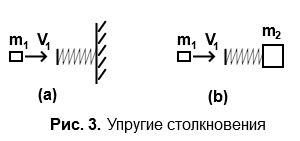 m₁ V₁ m₁ V₁ m₂
(a) (b)
Рис. 3. Упругие столкновения